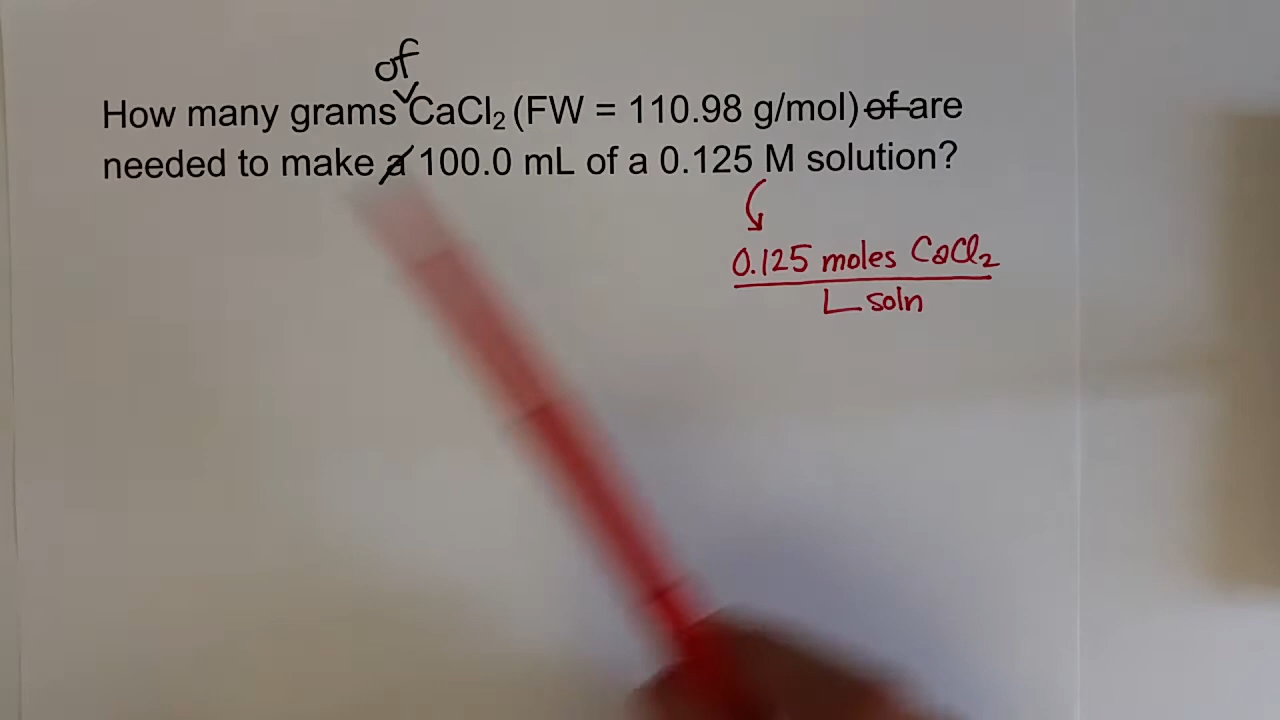 of
How many grams CaCl₂ (FW = 110.98 g/mol) of are
needed to make a 100.0 mL of a 0.125 M solution?
0.125 moles CaCl₂
L soln